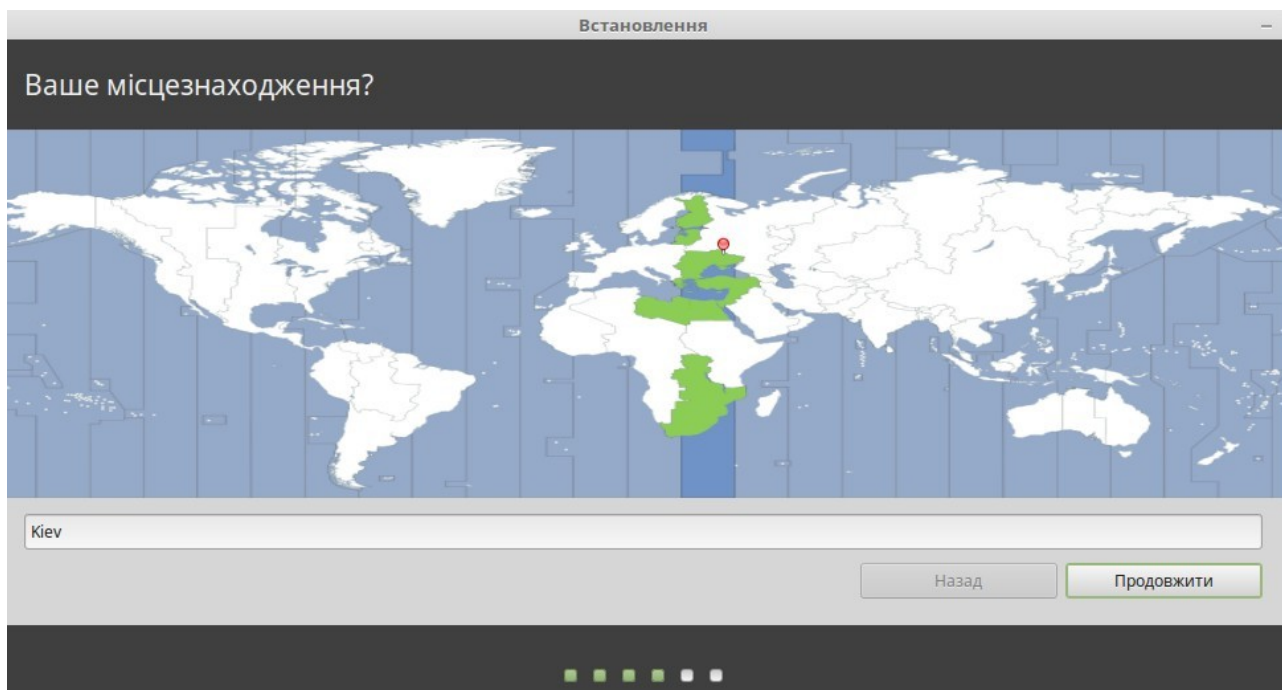 Встановлення
Ваше місцезнаходження?
Kiev
Назад
Продовжити